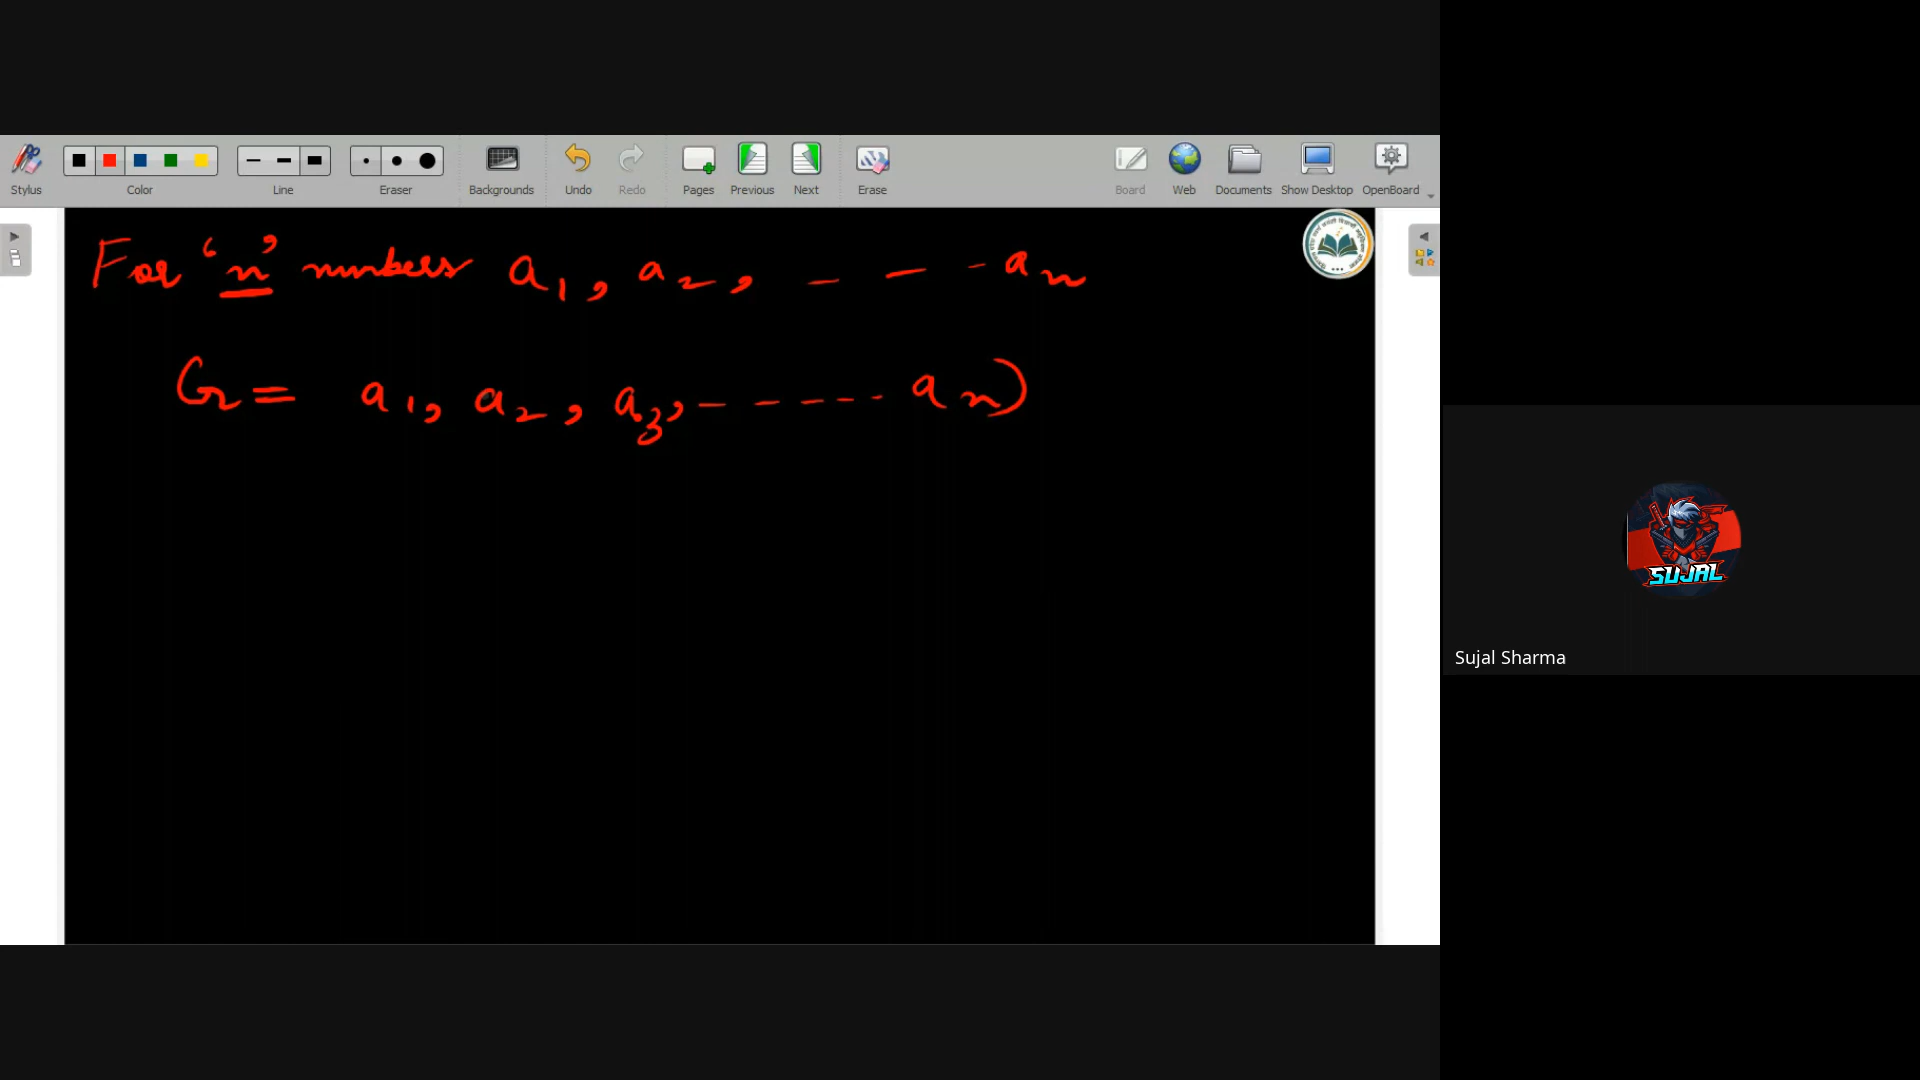 Stylus
Color
Line
Eraser
Backgrounds
Undo
Redo
Pages
Previous
Next
Erase
Board
Web
Documents
Show Desktop
OpenBoard
For 'n' numbers a₁, a₂, - - - aₙ
G = a₁, a₂, a₃, - - - - - - aₙ)
SUJAL
Sujal Sharma